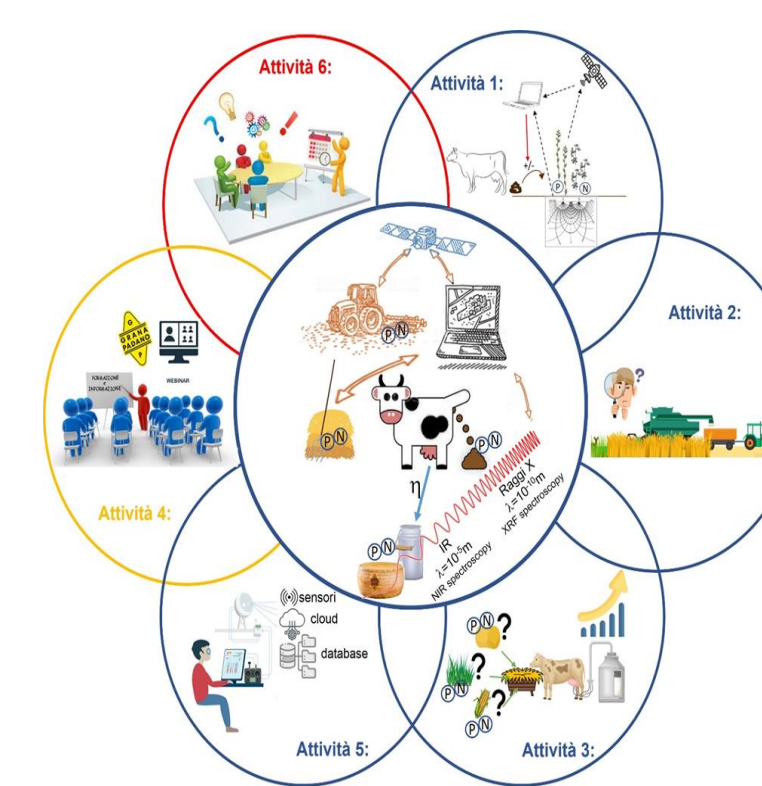 Attività 6:
Attività 1:
+/-
P N
Attività 2:
?
P N
GRANA
PADANO
G
P
WEBINAR
FORMAZIONE
e
INFORMAZIONE
P N
P N
η
Raggi X
λ=10⁻¹⁰m
XRF spectroscopy
P N
IR
λ=10⁻⁵m
NIR spectroscopy
Attività 4:
sensori
cloud
database
Attività 5:
P N ?
?
P N
?
P N
Attività 3: